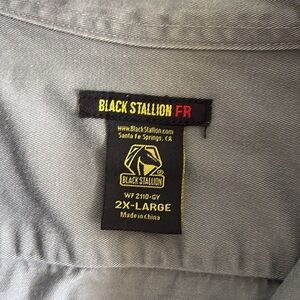 BLACK STALLION FR
www.BlackStallion.com
Santa Fe Springs, CA
BLACK STALLION
WF 2110-GY
2X-LARGE
Made in China